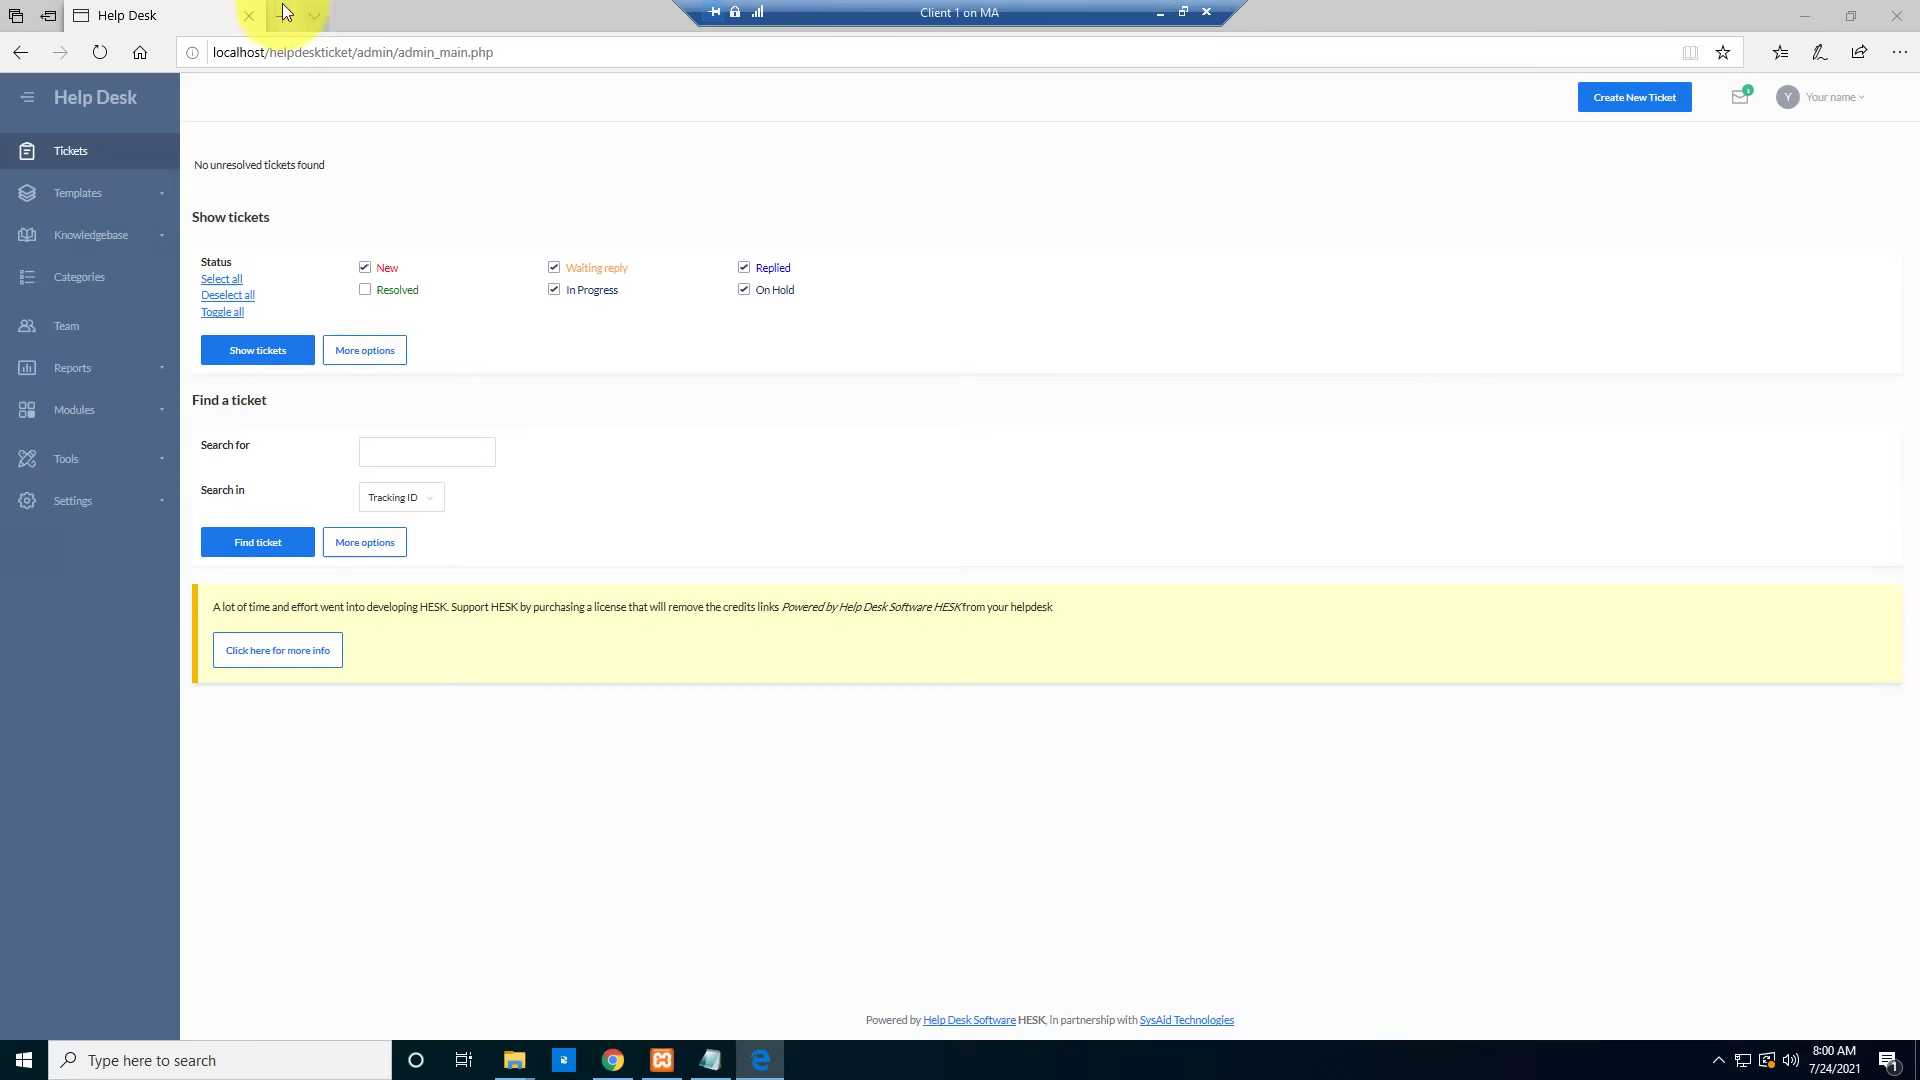 Help Desk
Client 1 on MA
localhost/helpdeskticket/admin/admin_main.php
Help Desk
Create New Ticket
1
Y
Your name
Tickets
Templates
Knowledgebase
Categories
Team
Reports
Modules
Tools
Settings
No unresolved tickets found
Show tickets
Status
Select all
Deselect all
Toggle all
New
Waiting reply
Replied
Resolved
In Progress
On Hold
Show tickets
More options
Find a ticket
Search for
Search in
Tracking ID
Find ticket
More options
A lot of time and effort went into developing HESK. Support HESK by purchasing a license that will remove the credits links Powered by Help Desk Software HESK from your helpdesk
Click here for more info
Powered by Help Desk Software HESK, in partnership with SysAid Technologies
Type here to search
8:00 AM
7/24/2021
1